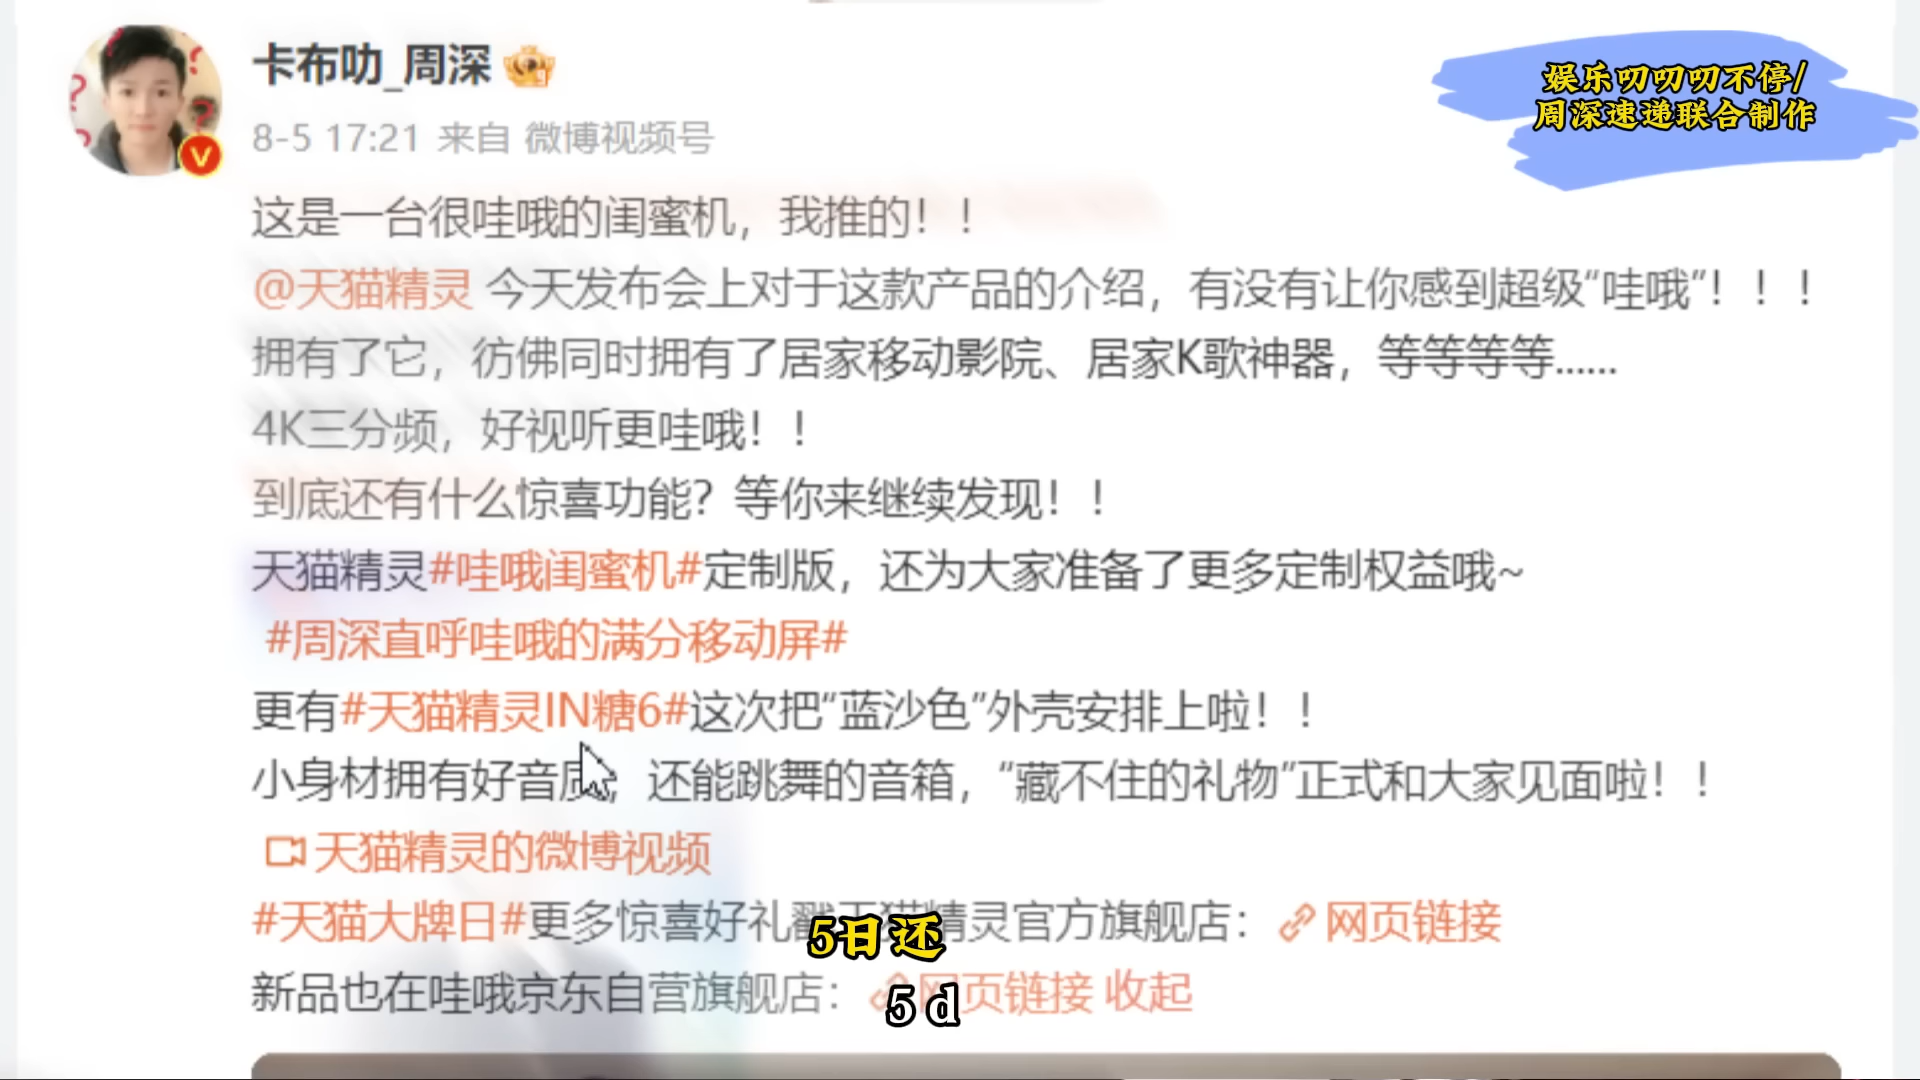 卡布叻_周深
8-5 17:21 来自 微博视频号
娱乐叨叨叨不停/
周深速递联合制作
这是一台很哇哦的闺蜜机，我推的！！
@天猫精灵 今天发布会上对于这款产品的介绍，有没有让你感到超级“哇哦”！！！
拥有了它，彷佛同时拥有了居家移动影院、居家K歌神器，等等等等......
4K三分频，好视听更哇哦！！
到底还有什么惊喜功能？等你来继续发现！！
天猫精灵#哇哦闺蜜机#定制版，还为大家准备了更多定制权益哦~
#周深直呼哇哦的满分移动屏#
更有#天猫精灵IN糖6#这次把“蓝沙色”外壳安排上啦！！
小身材拥有好音质，还能跳舞的音箱，“藏不住的礼物”正式和大家见面啦！！
天猫精灵的微博视频
#天猫大牌日#更多惊喜好礼戳天猫精灵官方旗舰店：网页链接
新品也在哇哦京东自营旗舰店：网页链接 收起
5日还
5 d